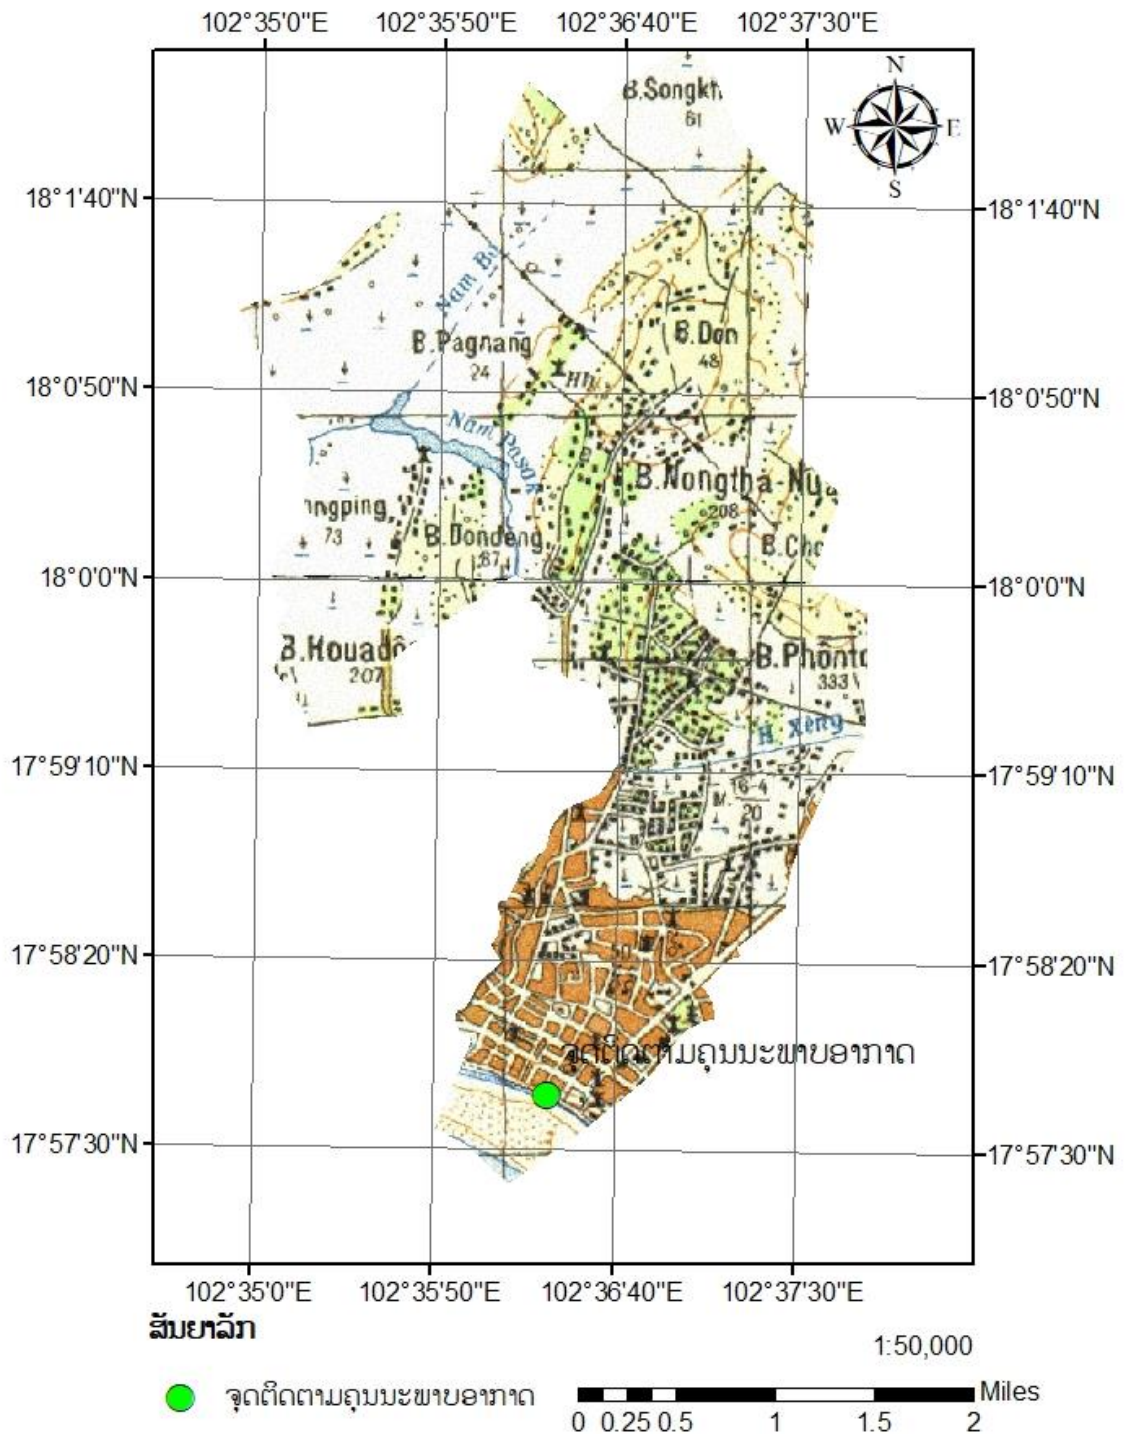 102°35'0"E 102°35'50"E 102°36'40"E 102°37'30"E
N
W E
S
B.Songkh
61
18°1'40"N 18°1'40"N
Nam Bu
B.Pagnang
24
B.Don
48
18°0'50"N 18°0'50"N
Hh
Nam Pasak
B.Nongtha-Nua
208
ngping
73
B.Dondeng
87
B.Cho
18°0'0"N 18°0'0"N
B.Houadô
207
B.Phônto
333
H. Xèng
17°59'10"N 17°59'10"N
M.
16-4
20
17°58'20"N 17°58'20"N
ຈຸດຕິດຕາມຄຸນນະພາບອາກາດ
17°57'30"N 17°57'30"N
102°35'0"E 102°35'50"E 102°36'40"E 102°37'30"E
ສັນຍາລັກ
1:50,000
ຈຸດຕິດຕາມຄຸນນະພາບອາກາດ
Miles
0 0.25 0.5 1 1.5 2